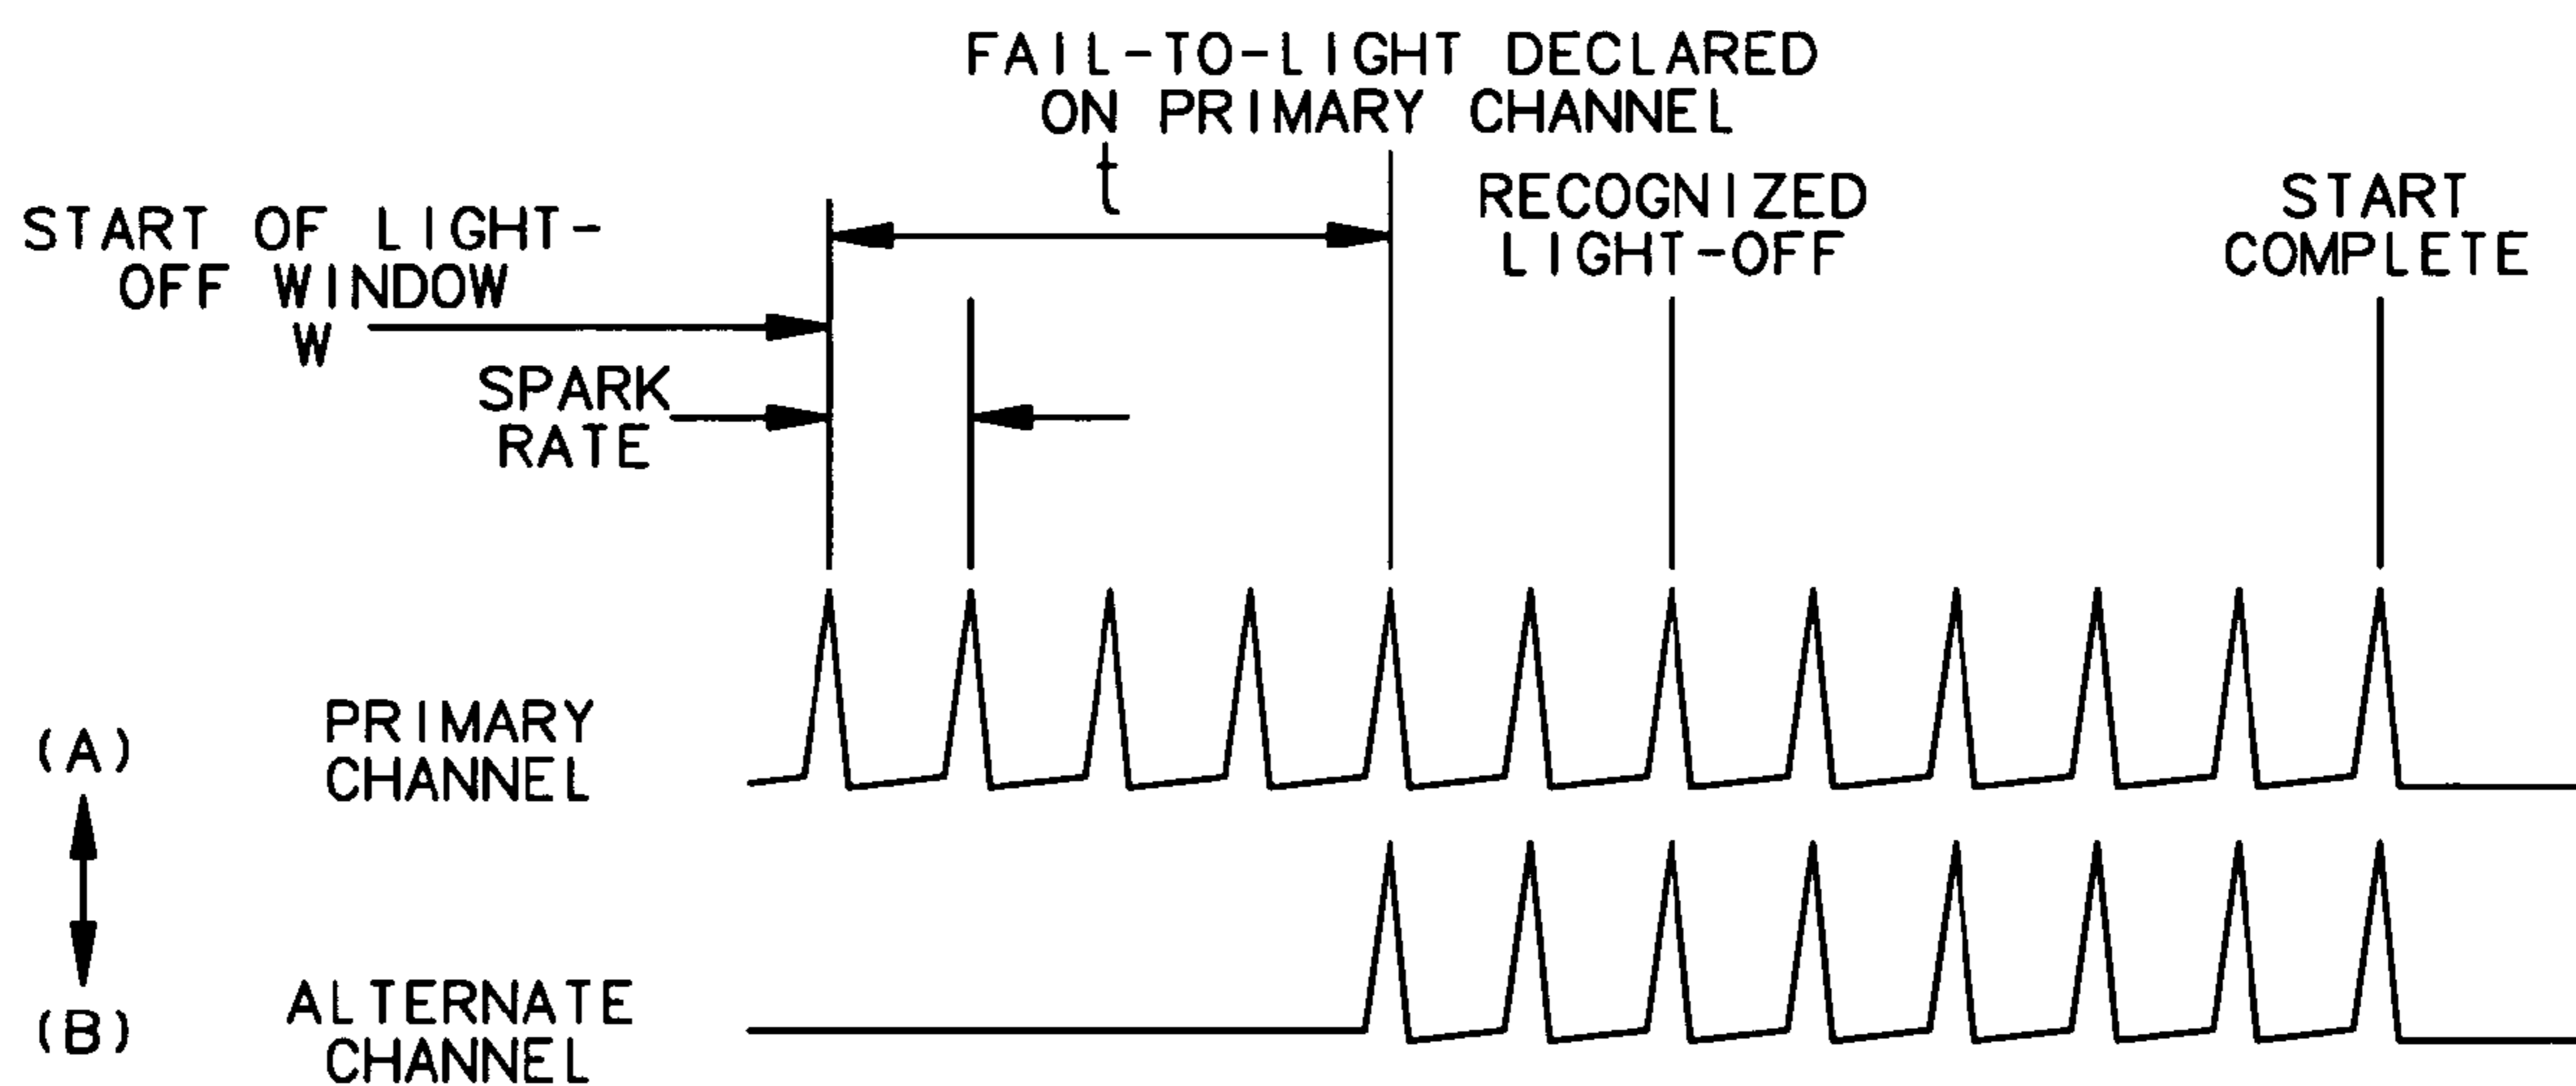 FAIL-TO-LIGHT DECLARED
ON PRIMARY CHANNEL
t
START OF LIGHT-
OFF WINDOW
W
RECOGNIZED
LIGHT-OFF
START
COMPLETE
SPARK
RATE
(A)
PRIMARY
CHANNEL
(B)
ALTERNATE
CHANNEL